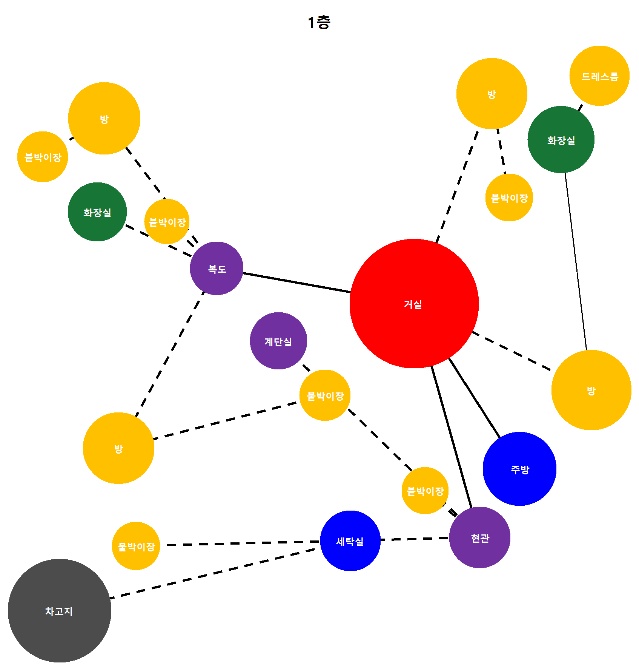 1층
드레스룸
방
방
화장실
붙박이장
붙박이장
화장실
붙박이장
복도
거실
계단실
방
붙박이장
방
주방
붙박이장
현관
세탁실
붙박이장
차고지